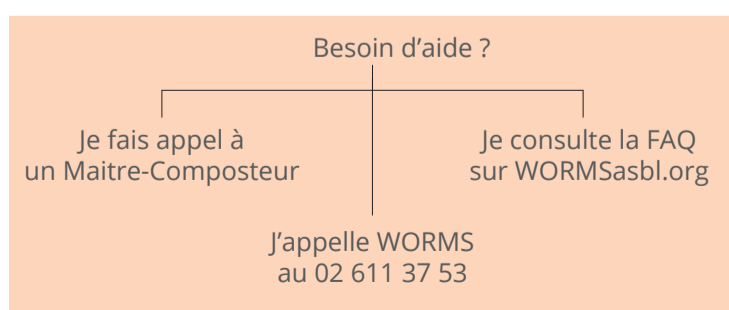 Besoin d’aide ?
Je fais appel à
un Maitre-Composteur
Je consulte la FAQ
sur WORMSasbl.org
J’appelle WORMS
au 02 611 37 53